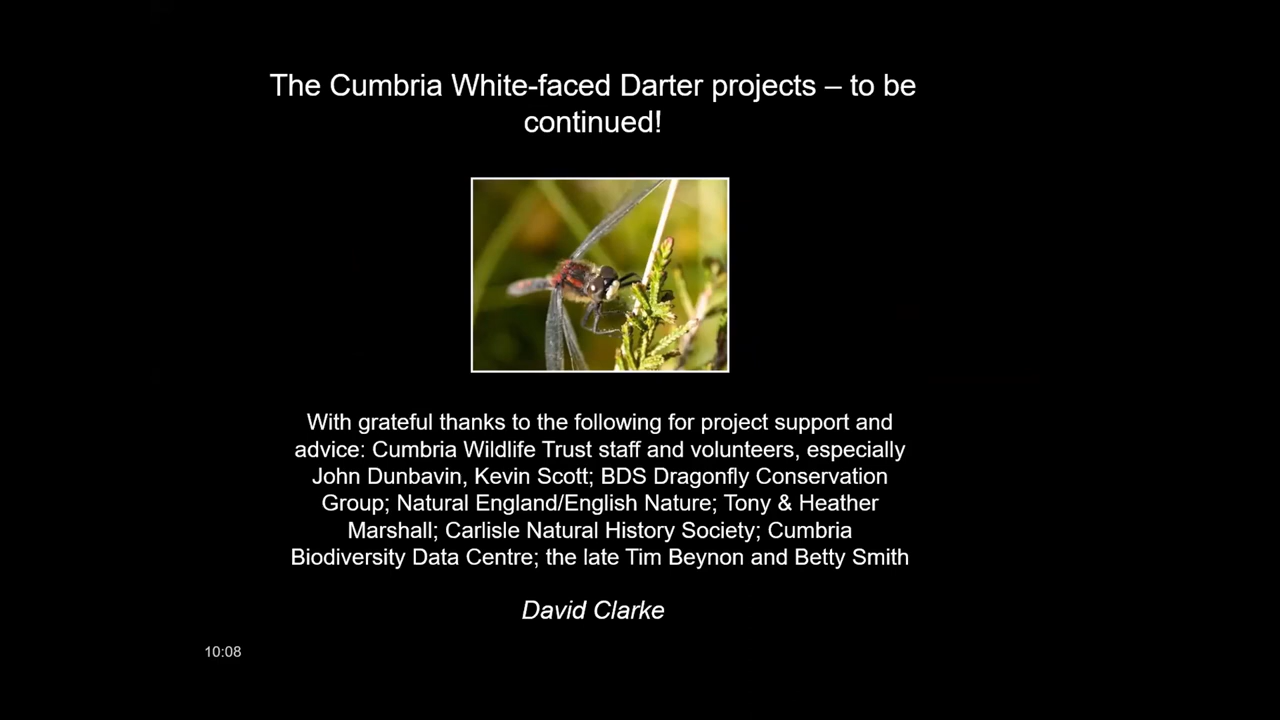 The Cumbria White-faced Darter projects – to be
continued!
With grateful thanks to the following for project support and
advice: Cumbria Wildlife Trust staff and volunteers, especially
John Dunbavin, Kevin Scott; BDS Dragonfly Conservation
Group; Natural England/English Nature; Tony & Heather
Marshall; Carlisle Natural History Society; Cumbria
Biodiversity Data Centre; the late Tim Beynon and Betty Smith
David Clarke
10:08